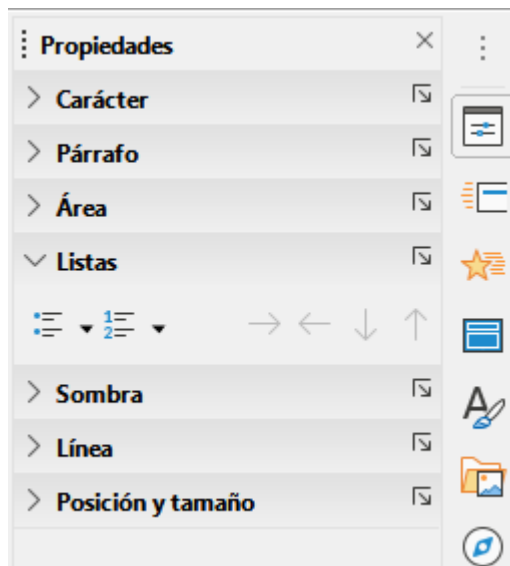 Propiedades
Carácter
Párrafo
Área
Listas
Sombra
Línea
Posición y tamaño